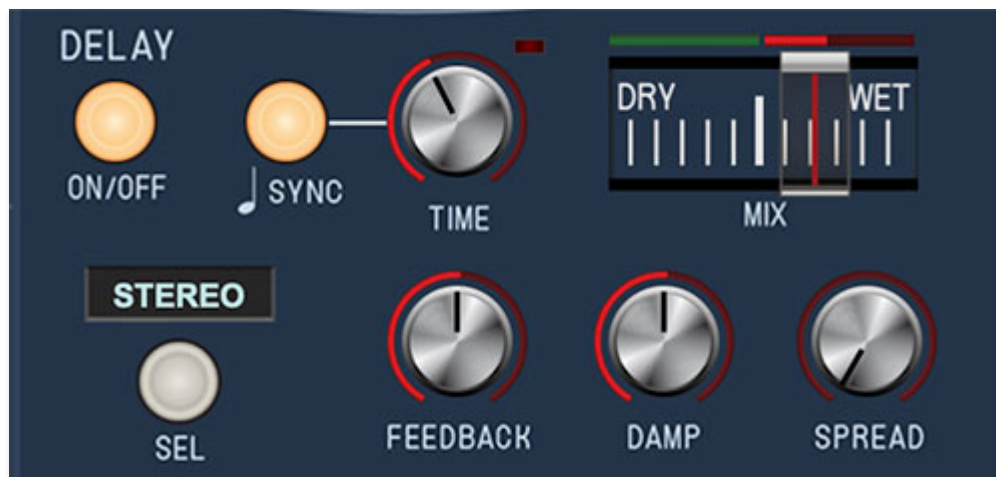 DELAY
ON/OFF
SYNC
TIME
DRY
WET
MIX
STEREO
SEL
FEEDBACK
DAMP
SPREAD